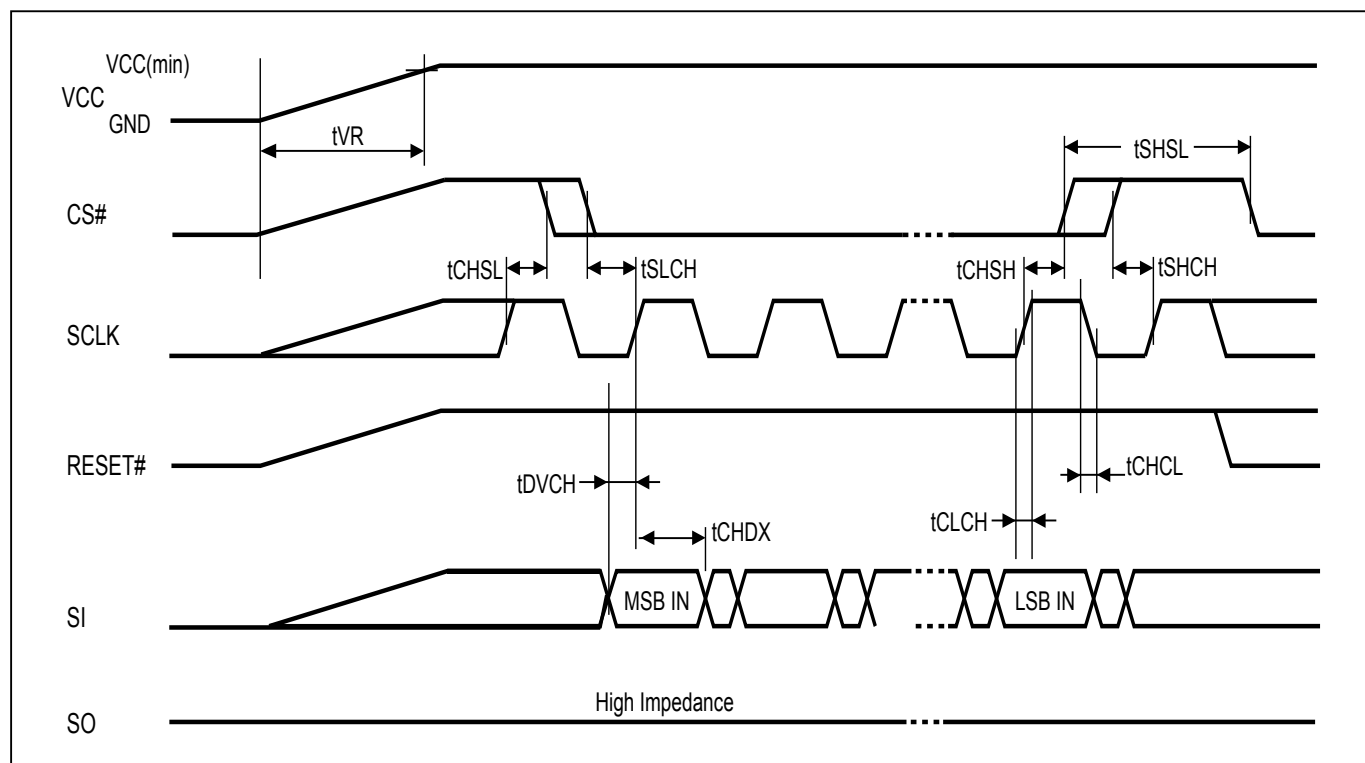 VCC(min)
VCC
GND
tVR
tSHSL
CS#
tCHSL
tSLCH
tCHSH
tSHCH
SCLK
RESET#
tDVCH
tCHCL
tCLCH
tCHDX
SI
MSB IN
LSB IN
High Impedance
SO